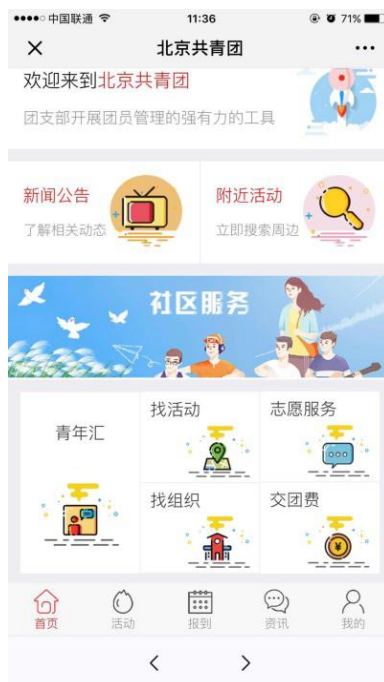 中国联通 11:36 71%
北京共青团
欢迎来到北京共青团
团支部开展团员管理的强有力的工具
新闻公告 附近活动
了解相关动态 立即搜索周边
社区服务
找活动 志愿服务
青年汇
找组织 交团费
¥
首页 活动 报到 资讯 我的